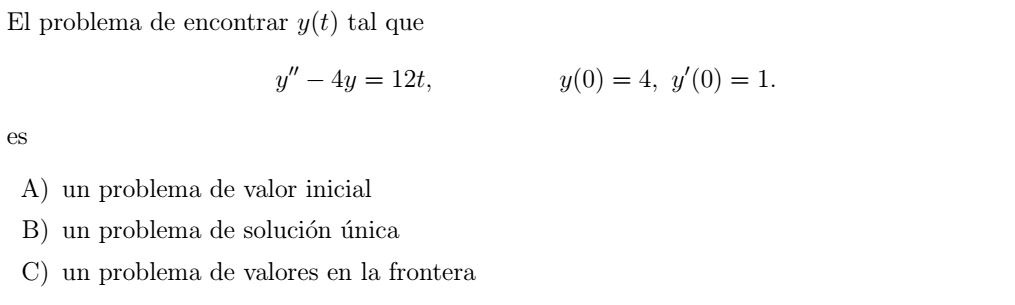 El problema de encontrar y(t) tal que
y″ − 4y = 12t, y(0) = 4, y′(0) = 1.
es
A) un problema de valor inicial
B) un problema de solución única
C) un problema de valores en la frontera